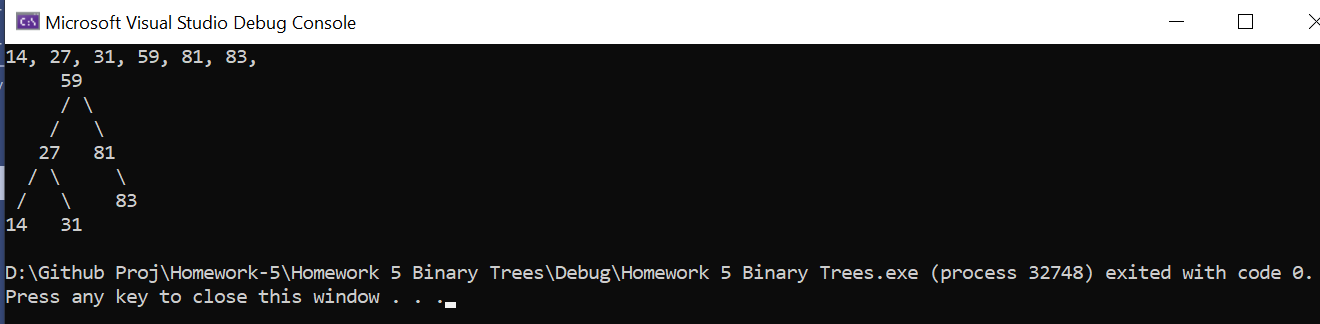 Microsoft Visual Studio Debug Console
14, 27, 31, 59, 81, 83,
     59
     / \
    /   \
   27   81
  / \     \
 /   \    83
14   31
D:\Github Proj\Homework-5\Homework 5 Binary Trees\Debug\Homework 5 Binary Trees.exe (process 32748) exited with code 0.
Press any key to close this window . . .